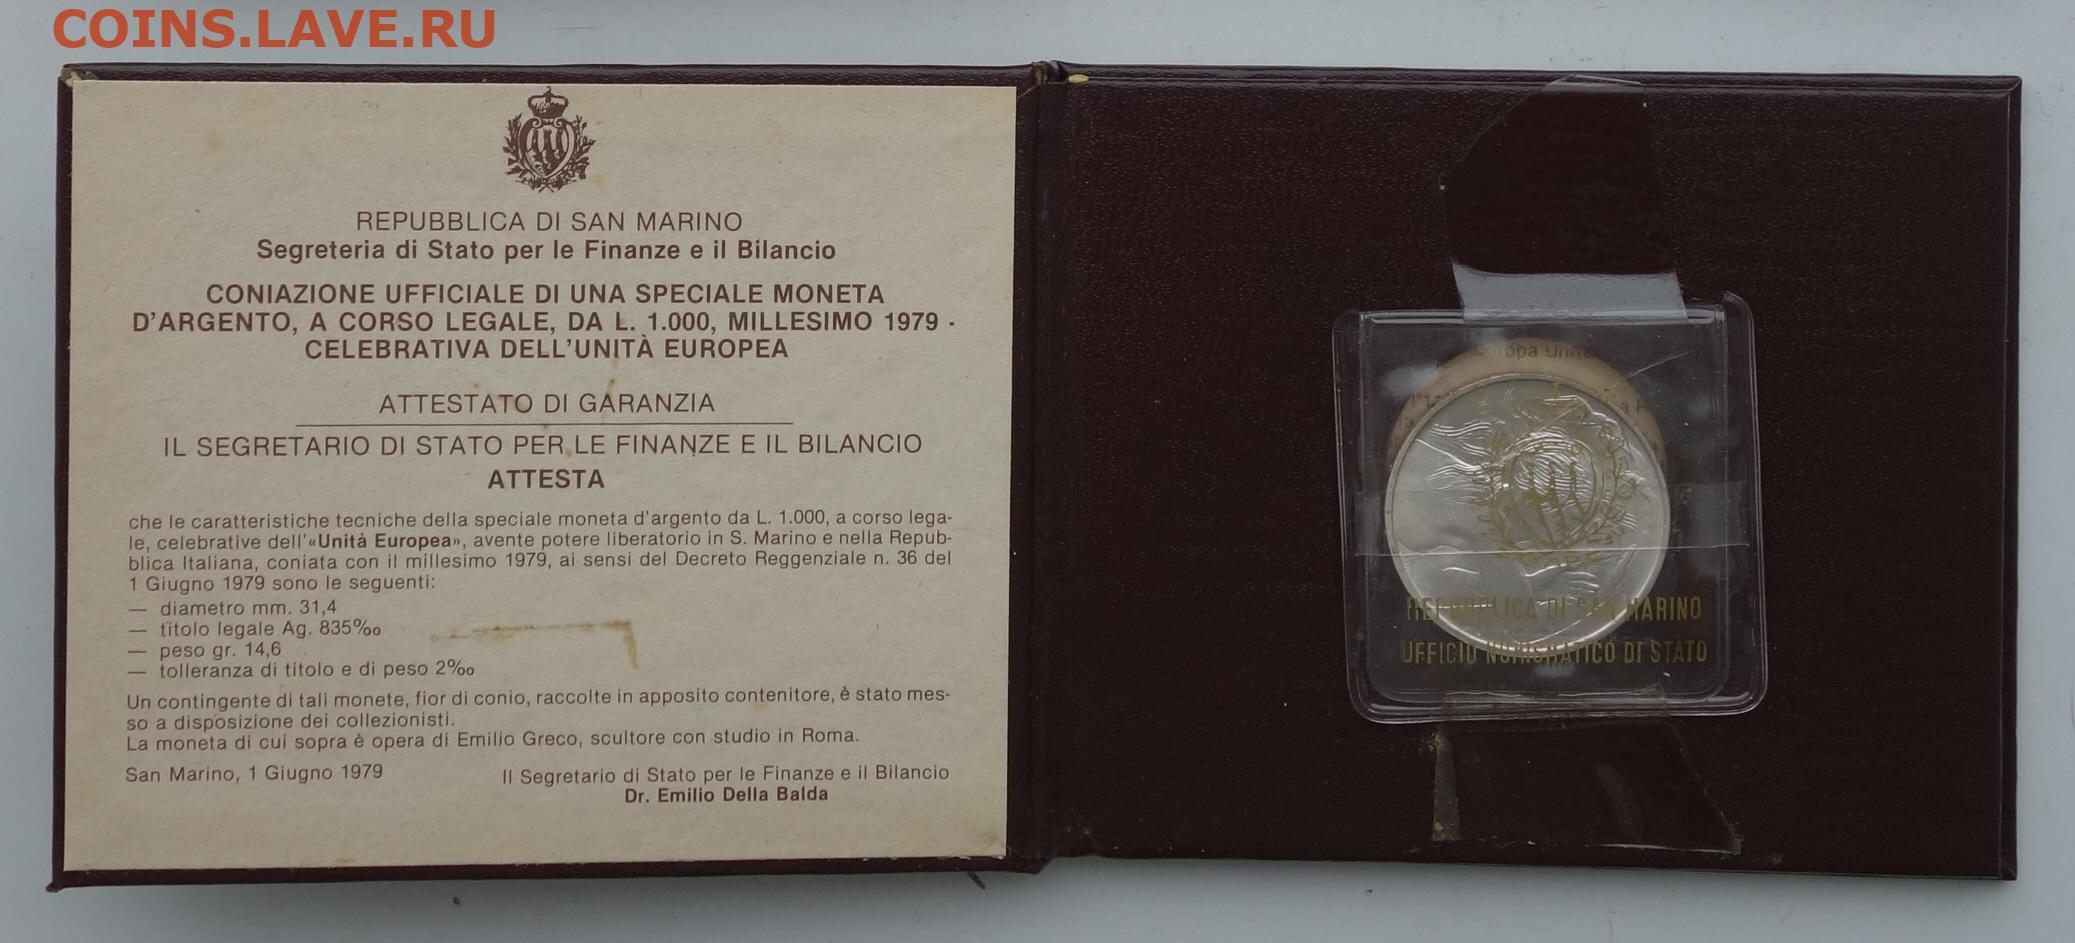 COINS.LAVE.RU
REPUBBLICA DI SAN MARINO
Segreteria di Stato per le Finanze e il Bilancio
CONIAZIONE UFFICIALE DI UNA SPECIALE MONETA
D'ARGENTO, A CORSO LEGALE, DA L. 1.000, MILLESIMO 1979 -
CELEBRATIVA DELL'UNITÀ EUROPEA
ATTESTATO DI GARANZIA
IL SEGRETARIO DI STATO PER LE FINANZE E IL BILANCIO
ATTESTA
che le caratteristiche tecniche della speciale moneta d'argento da L. 1.000, a corso lega-
le, celebrative dell'«Unità Europea», avente potere liberatorio in S. Marino e nella Repub-
blica Italiana, coniata con il millesimo 1979, ai sensi del Decreto Reggenziale n. 36 del
1 Giugno 1979 sono le seguenti:
— diametro mm. 31,4
— titolo legale Ag. 835‰
— peso gr. 14,6
— tolleranza di titolo e di peso 2‰
Un contingente di tali monete, fior di conio, raccolte in apposito contenitore, è stato mes-
so a disposizione dei collezionisti.
La moneta di cui sopra è opera di Emilio Greco, scultore con studio in Roma.
San Marino, 1 Giugno 1979
Il Segretario di Stato per le Finanze e il Bilancio
Dr. Emilio Della Balda
Europa Unita
REPUBBLICA DI SAN MARINO
UFFICIO NUMISMATICO DI STATO